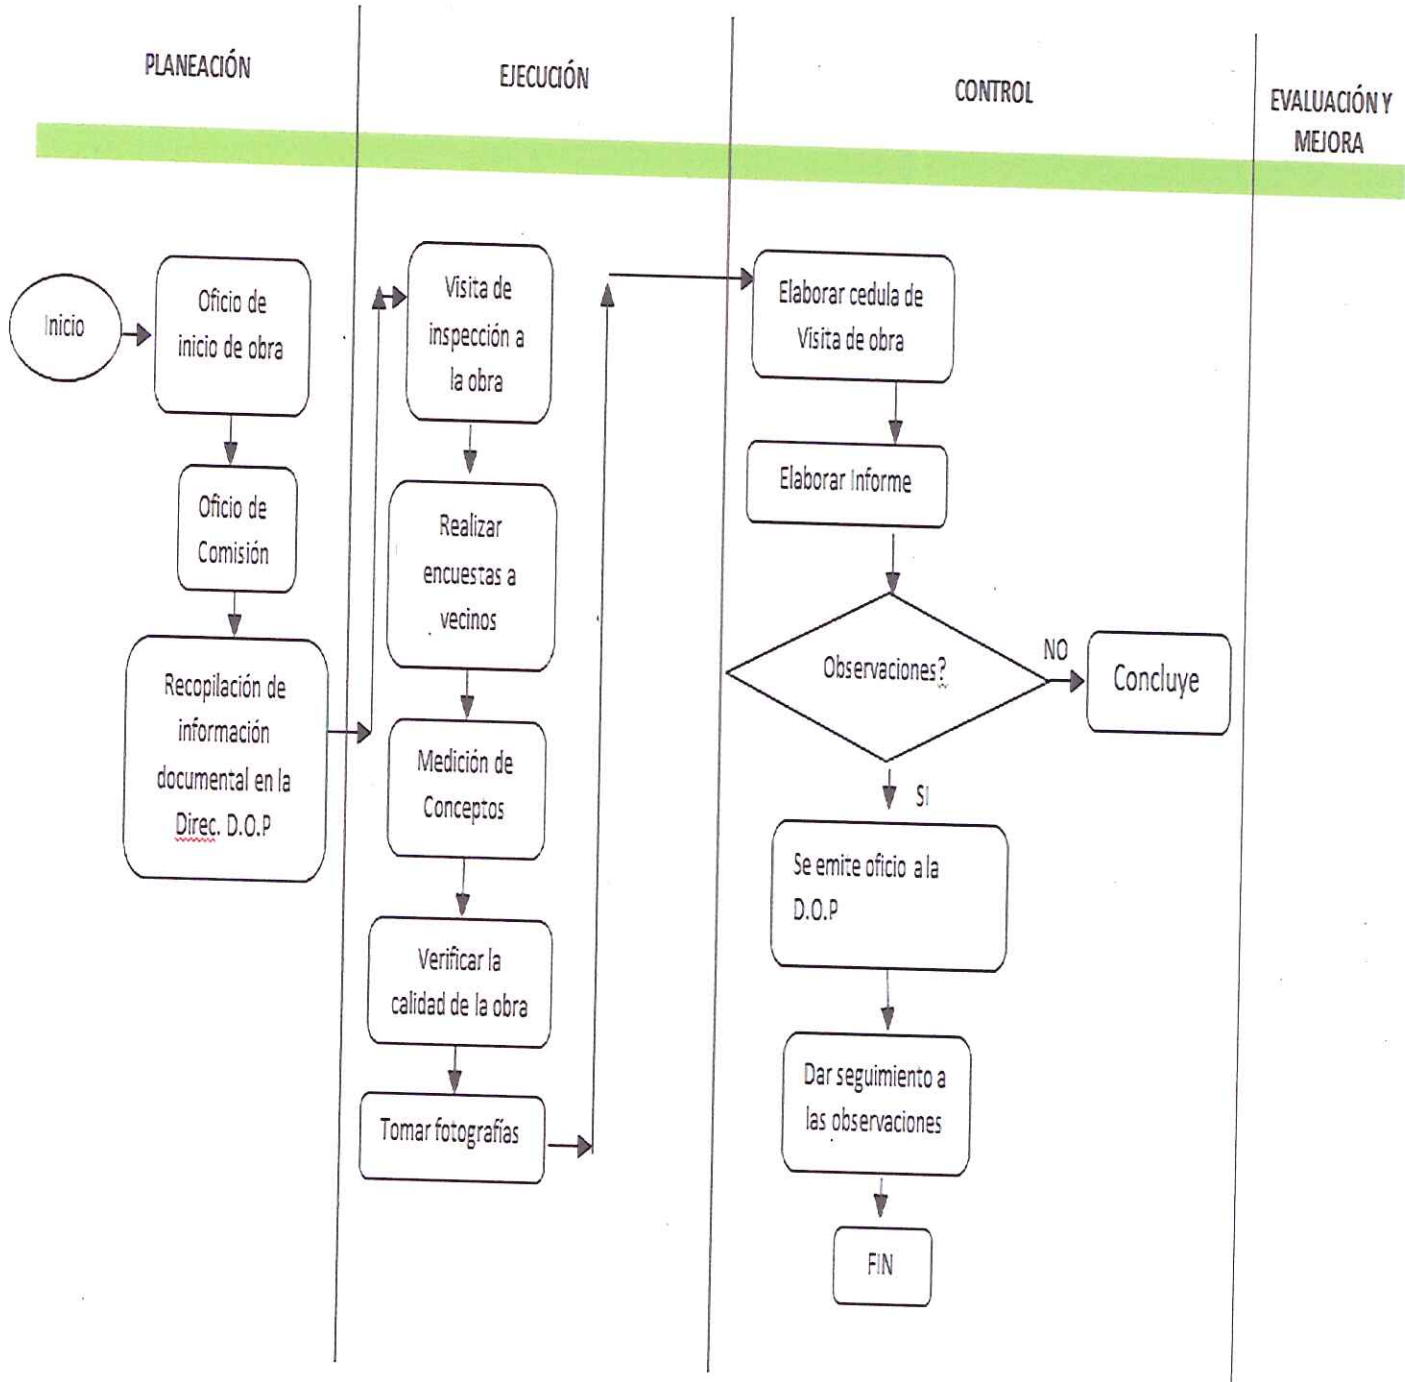 PLANEACIÓN
EJECUCIÓN
CONTROL
EVALUACIÓN Y
MEJORA
Inicio
Oficio de
inicio de obra
Oficio de
Comisión
Recopilación de
información
documental en la
Direc. D.O.P
Visita de
inspección a
la obra
Realizar
encuestas a
vecinos
Medición de
Conceptos
Verificar la
calidad de la obra
Tomar fotografías
Elaborar cedula de
Visita de obra
Elaborar Informe
Observaciones?
NO
Concluye
SI
Se emite oficio a la
D.O.P
Dar seguimiento a
las observaciones
FIN